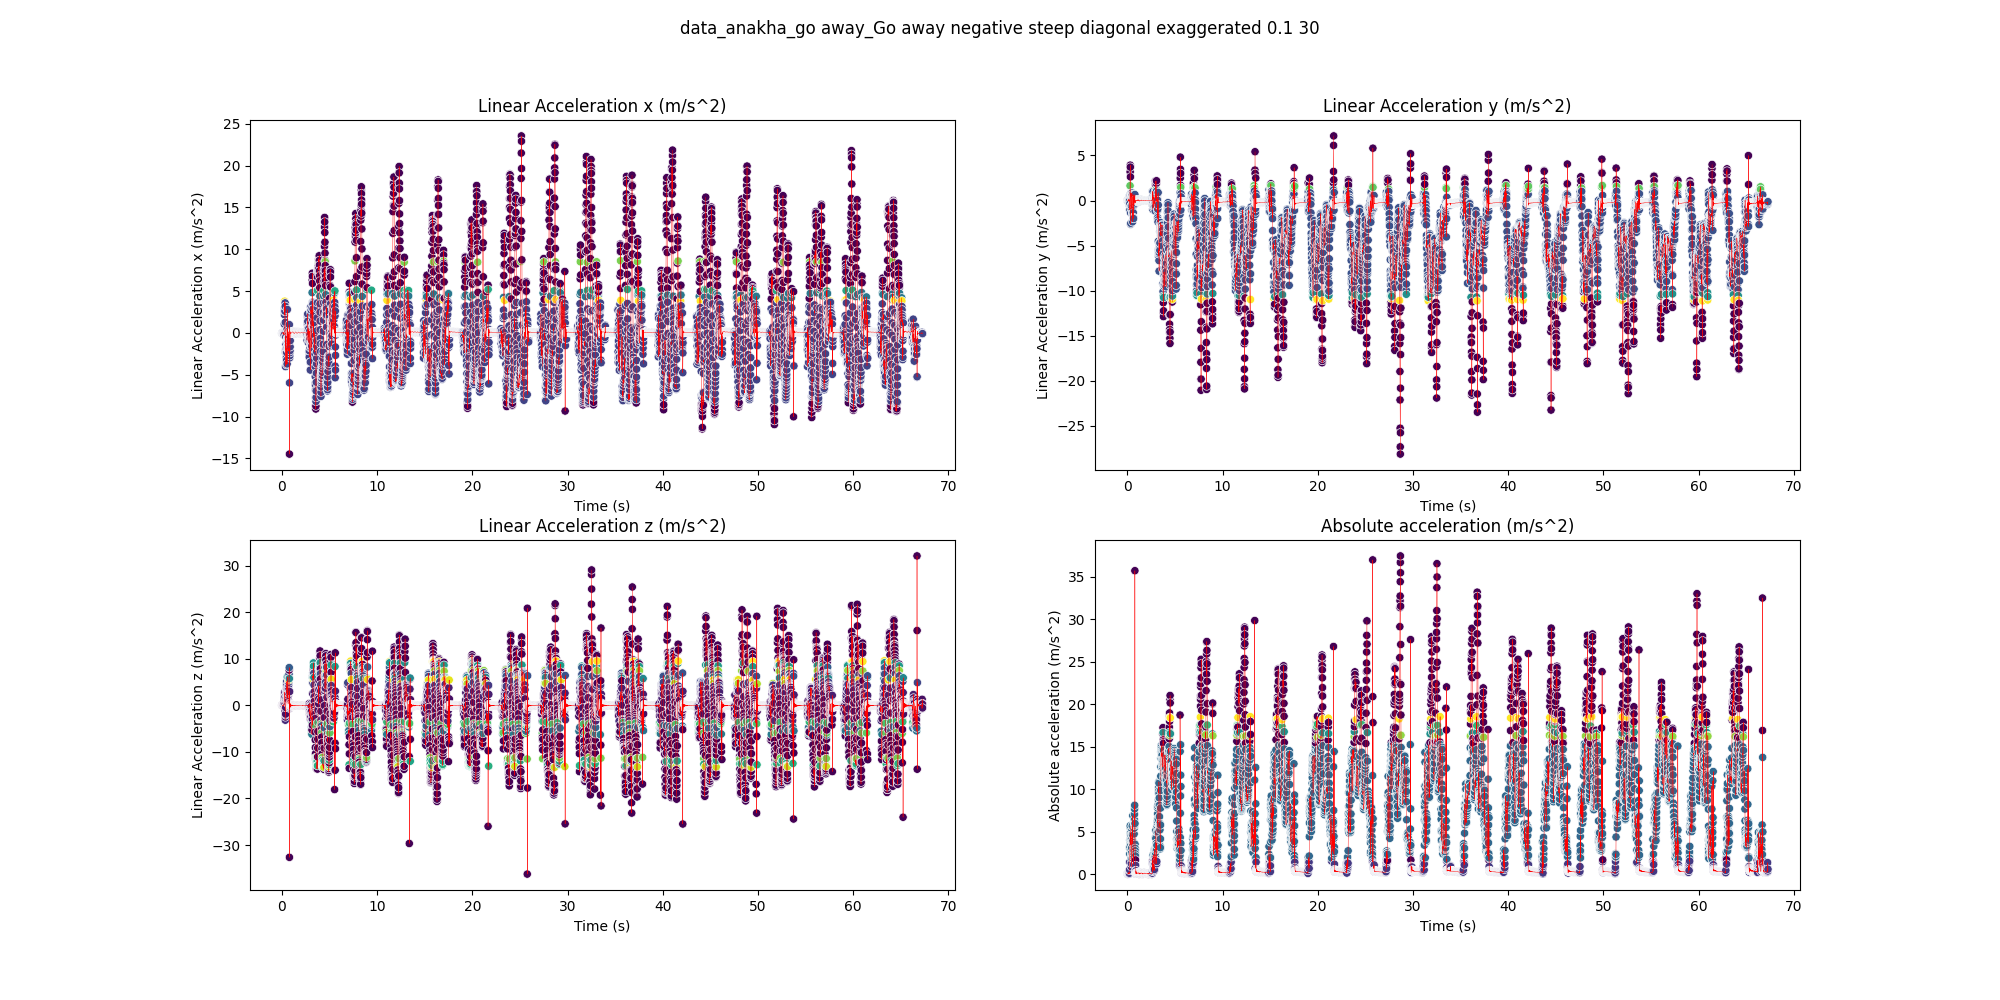 data_anakha_go away_Go away negative steep diagonal exaggerated 0.1 30
Linear Acceleration x (m/s^2)
Linear Acceleration x (m/s^2)
25
20
15
10
5
0
−5
−10
−15
0 10 20 30 40 50 60 70
Time (s)
Linear Acceleration y (m/s^2)
Linear Acceleration y (m/s^2)
5
0
−5
−10
−15
−20
−25
0 10 20 30 40 50 60 70
Time (s)
Linear Acceleration z (m/s^2)
Linear Acceleration z (m/s^2)
30
20
10
0
−10
−20
−30
0 10 20 30 40 50 60 70
Time (s)
Absolute acceleration (m/s^2)
Absolute acceleration (m/s^2)
35
30
25
20
15
10
5
0
0 10 20 30 40 50 60 70
Time (s)